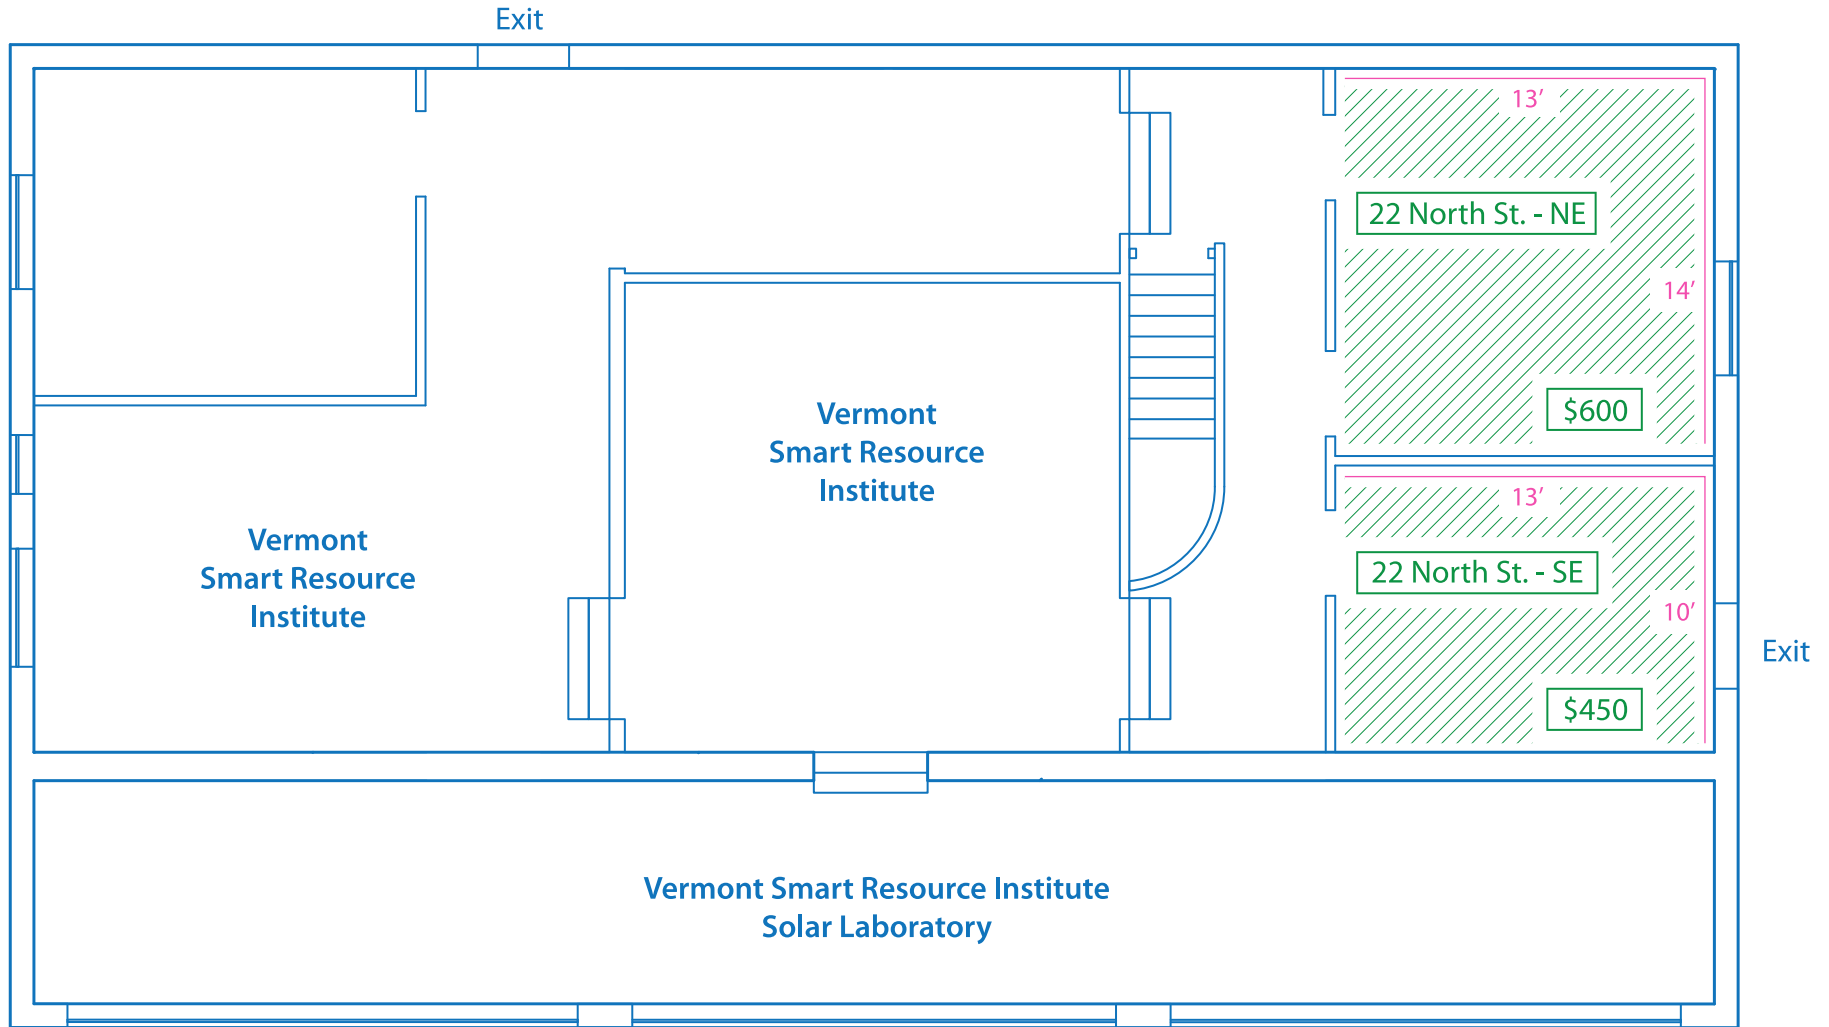 Exit
13’
22 North St. - NE
14’
$600
Vermont
Smart Resource
Institute
13’
Vermont
Smart Resource
Institute
22 North St. - SE
10’
Exit
$450
Vermont Smart Resource Institute
Solar Laboratory